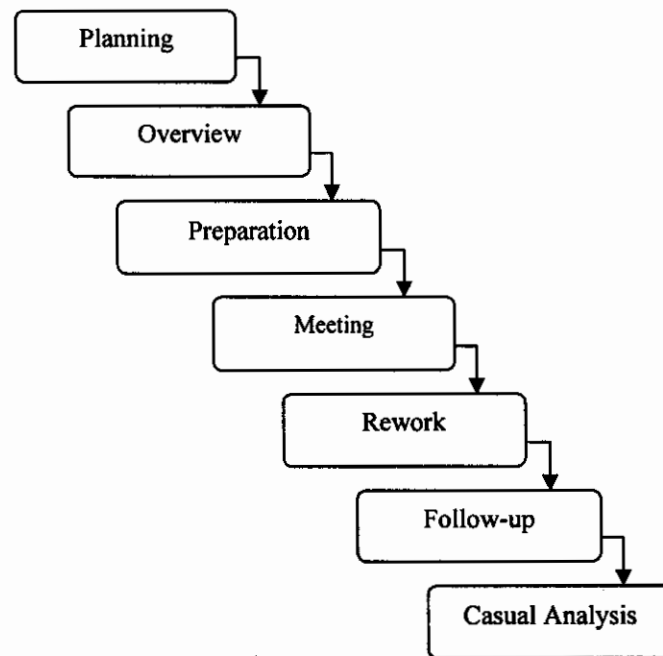 Planning
Overview
Preparation
Meeting
Rework
Follow-up
Casual Analysis